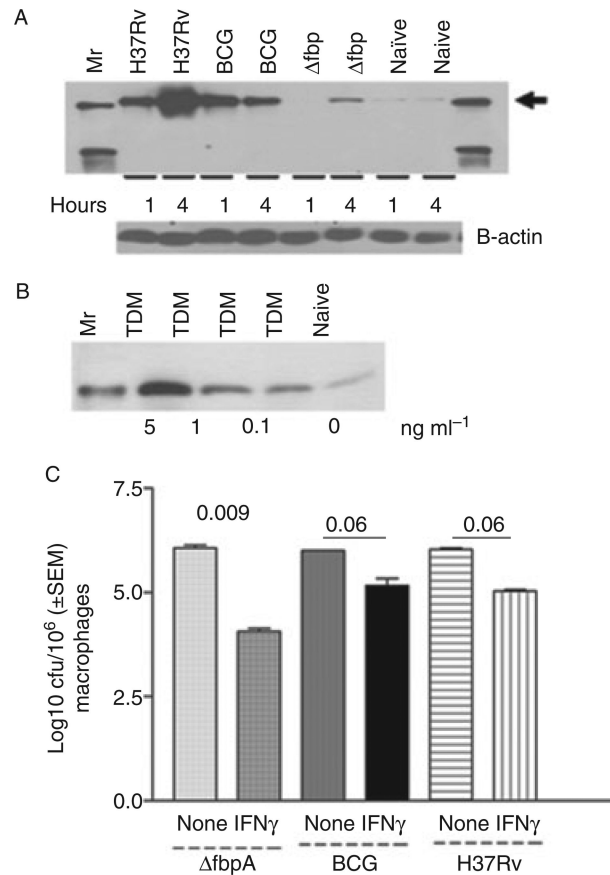 A
Mr H37Rv H37Rv BCG BCG Δfbp Δfbp Naïve Naive
Hours 1 4 1 4 1 4 1 4
B-actin
B
Mr TDM TDM TDM TDM Naive
5 1 0.1 0 ng ml⁻¹
C
Log10 cfu/10⁶ (±SEM)
macrophages
7.5
5.0
2.5
0.0
0.009 0.06 0.06
None IFNγ None IFNγ None IFNγ
ΔfbpA BCG H37Rv